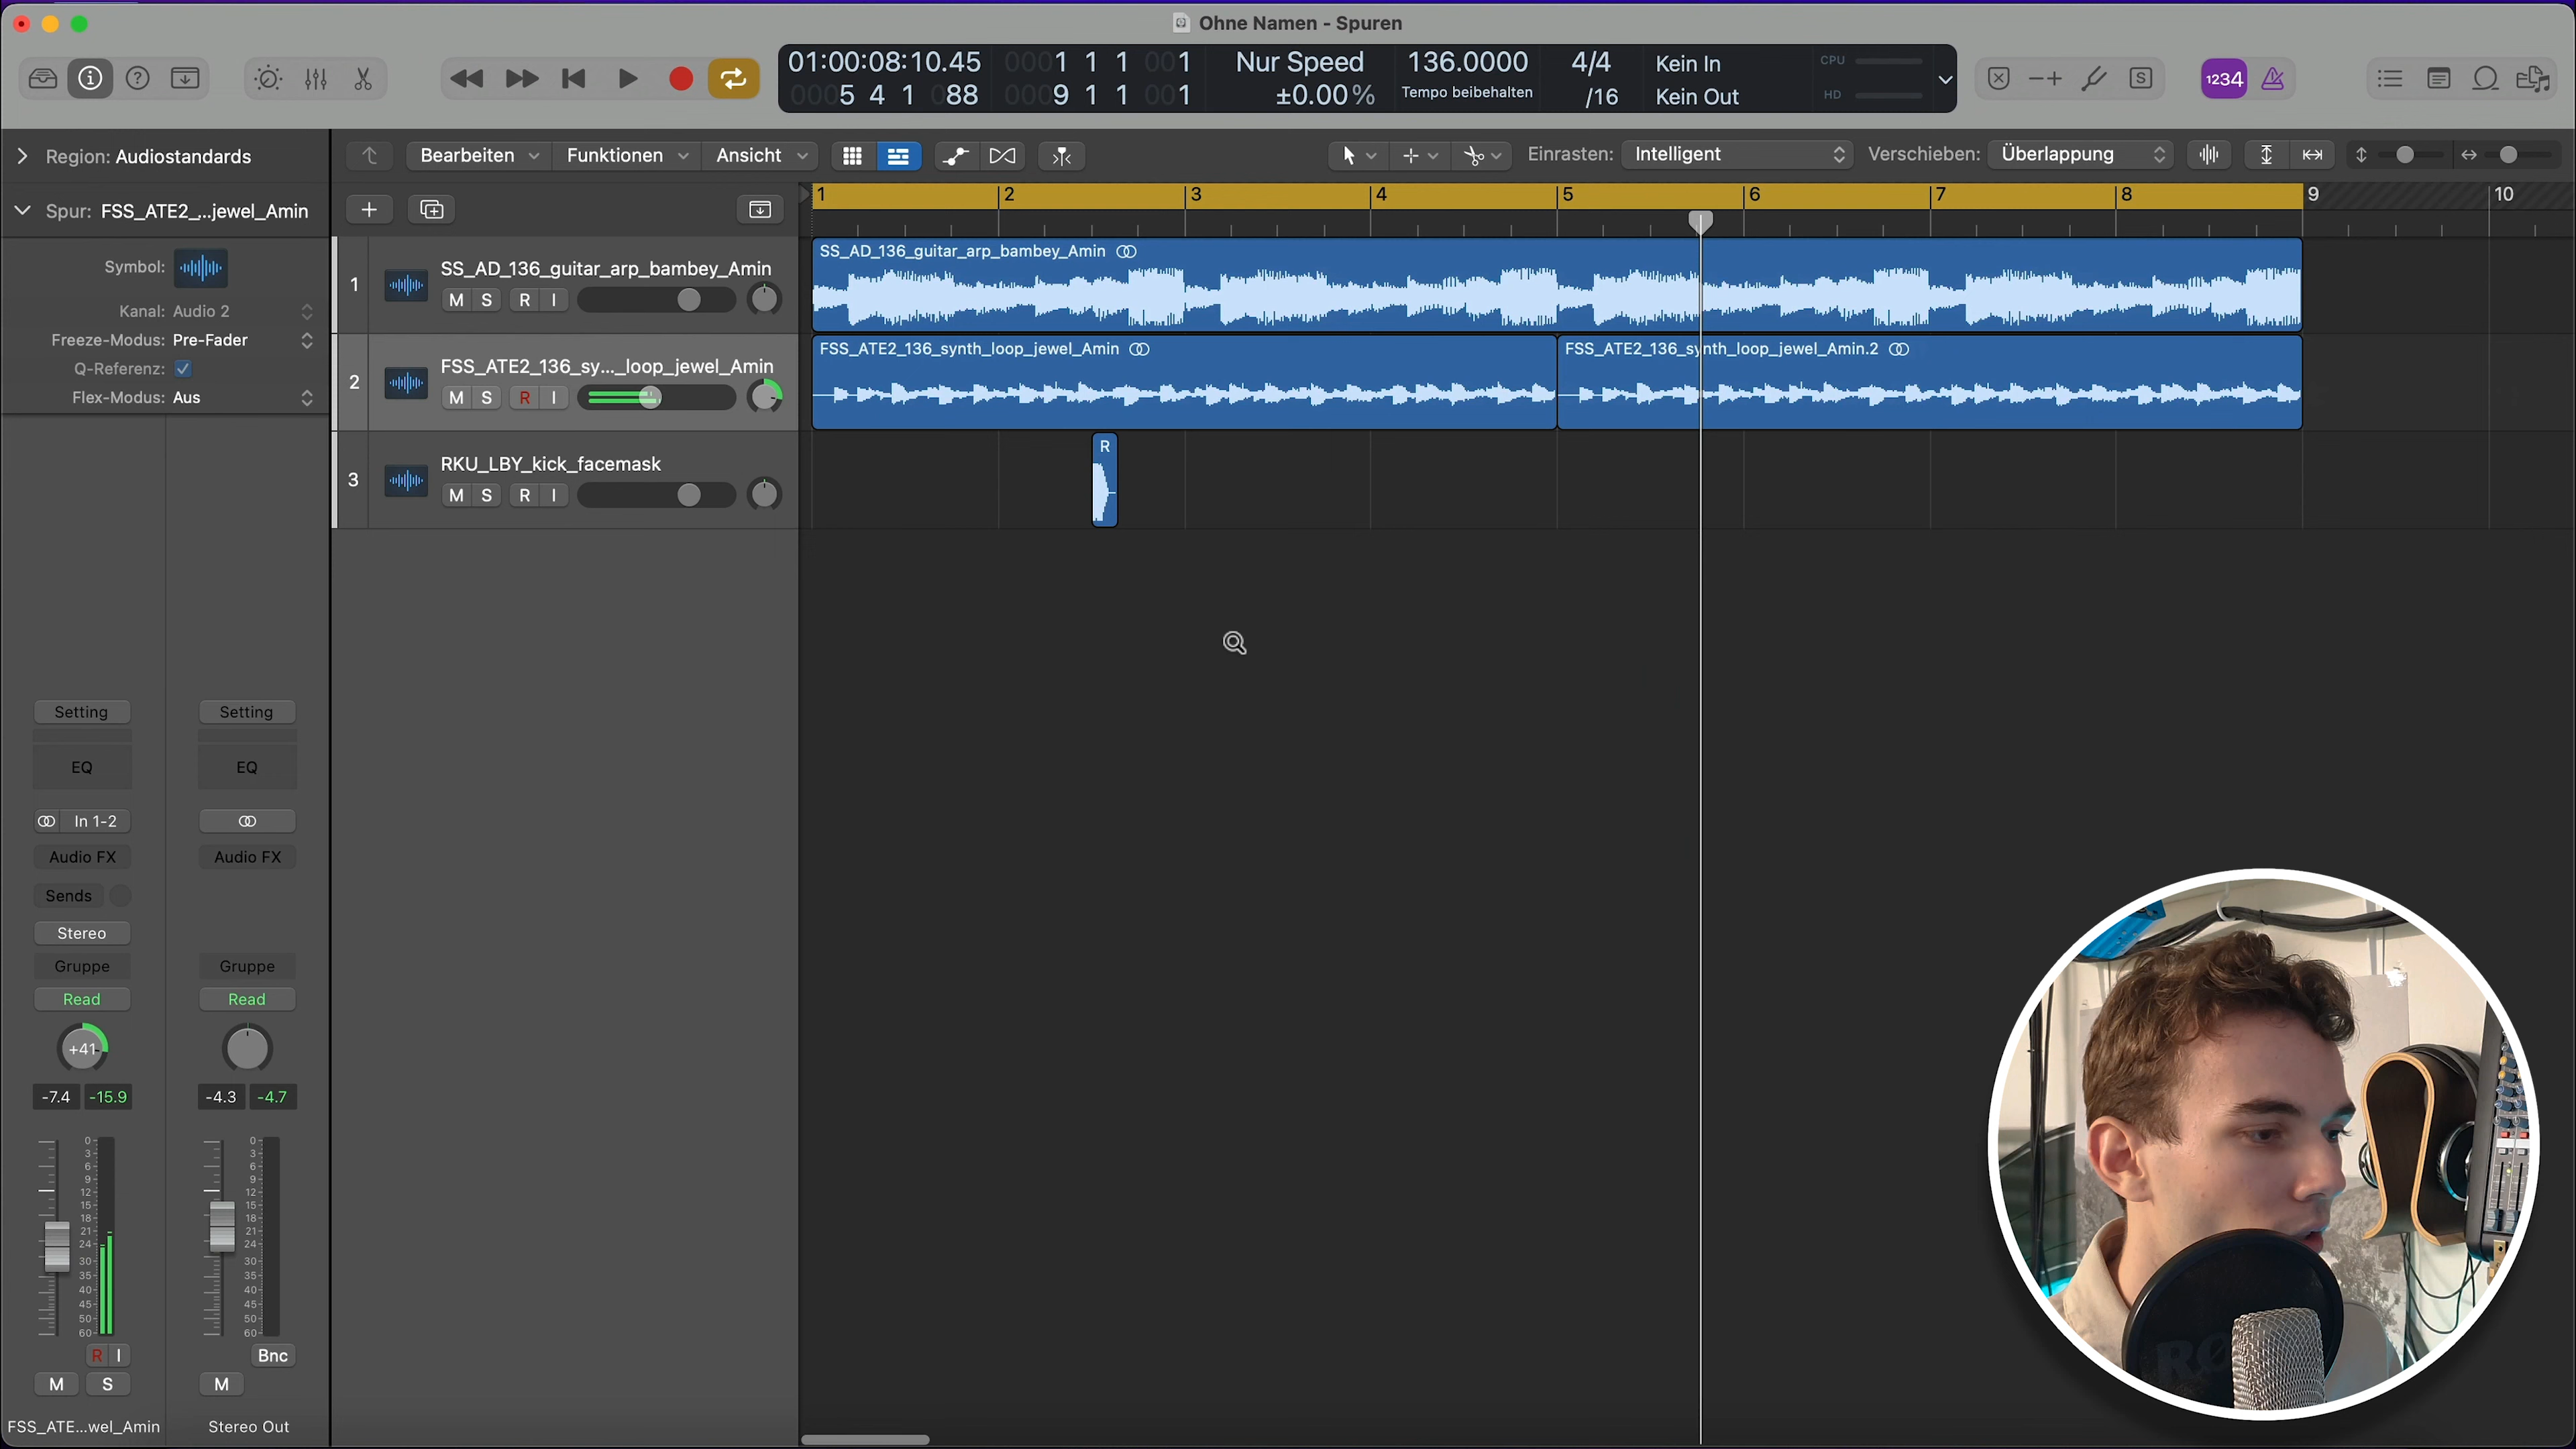 Ohne Namen - Spuren
01:00:08:10.45 0001 1 1 001 Nur Speed 136.0000 4/4 Kein In CPU
0005 4 1 088 0009 1 1 001 ±0.00% Tempo beibehalten /16 Kein Out HD
S 1234
Region: Audiostandards
Bearbeiten Funktionen Ansicht Einrasten: Intelligent Verschieben: Überlappung
Spur: FSS_ATE2_...jewel_Amin
1 2 3 4 5 6 7 8 9 10
Symbol:
Kanal: Audio 2
Freeze-Modus: Pre-Fader
Q-Referenz:
Flex-Modus: Aus
1 SS_AD_136_guitar_arp_bambey_Amin
M S R I
SS_AD_136_guitar_arp_bambey_Amin
2 FSS_ATE2_136_sy..._loop_jewel_Amin
M S R I
FSS_ATE2_136_synth_loop_jewel_Amin FSS_ATE2_136_synth_loop_jewel_Amin.2
3 RKU_LBY_kick_facemask
M S R I
R
Setting Setting
EQ EQ
In 1-2
Audio FX Audio FX
Sends
Stereo
Gruppe Gruppe
Read Read
+41
-7.4 -15.9 -4.3 -4.7
0 0
3 3
6 6
9 9
12 12
15 15
18 18
21 21
24 24
30 30
35 35
40 40
45 45
50 50
60 60
R I Bnc
M S M
FSS_ATE...wel_Amin Stereo Out